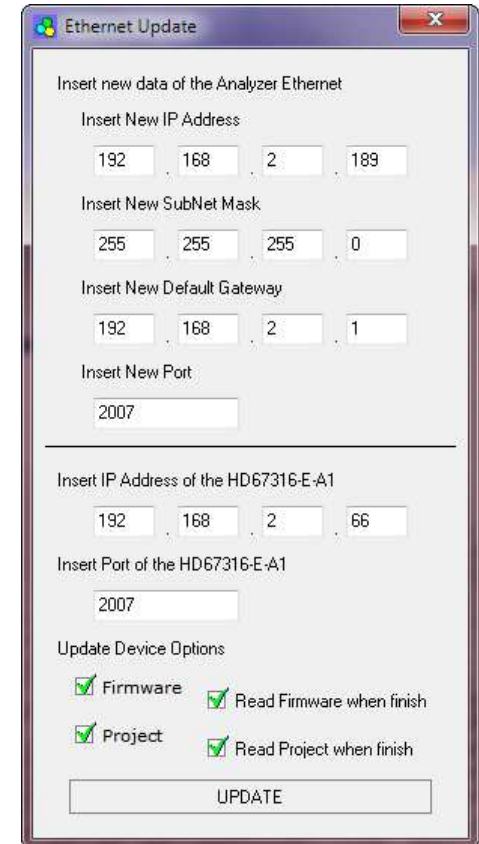 Ethernet Update
Insert new data of the Analyzer Ethernet
Insert New IP Address
192 . 168 . 2 . 189
Insert New SubNet Mask
255 . 255 . 255 . 0
Insert New Default Gateway
192 . 168 . 2 . 1
Insert New Port
2007
Insert IP Address of the HD67316-E-A1
192 . 168 . 2 . 66
Insert Port of the HD67316-E-A1
2007
Update Device Options
Firmware Read Firmware when finish
Project Read Project when finish
UPDATE